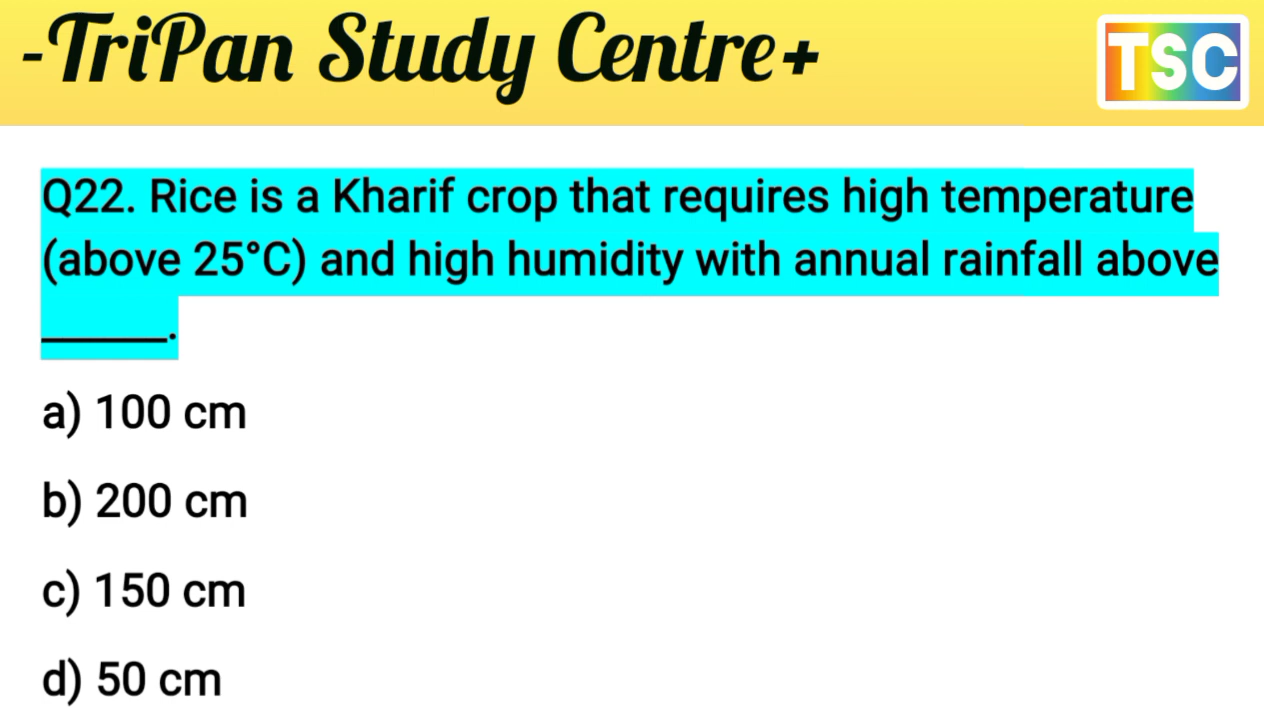 -TriPan Study Centre+
TSC
Q22. Rice is a Kharif crop that requires high temperature
(above 25°C) and high humidity with annual rainfall above
______.
a) 100 cm
b) 200 cm
c) 150 cm
d) 50 cm